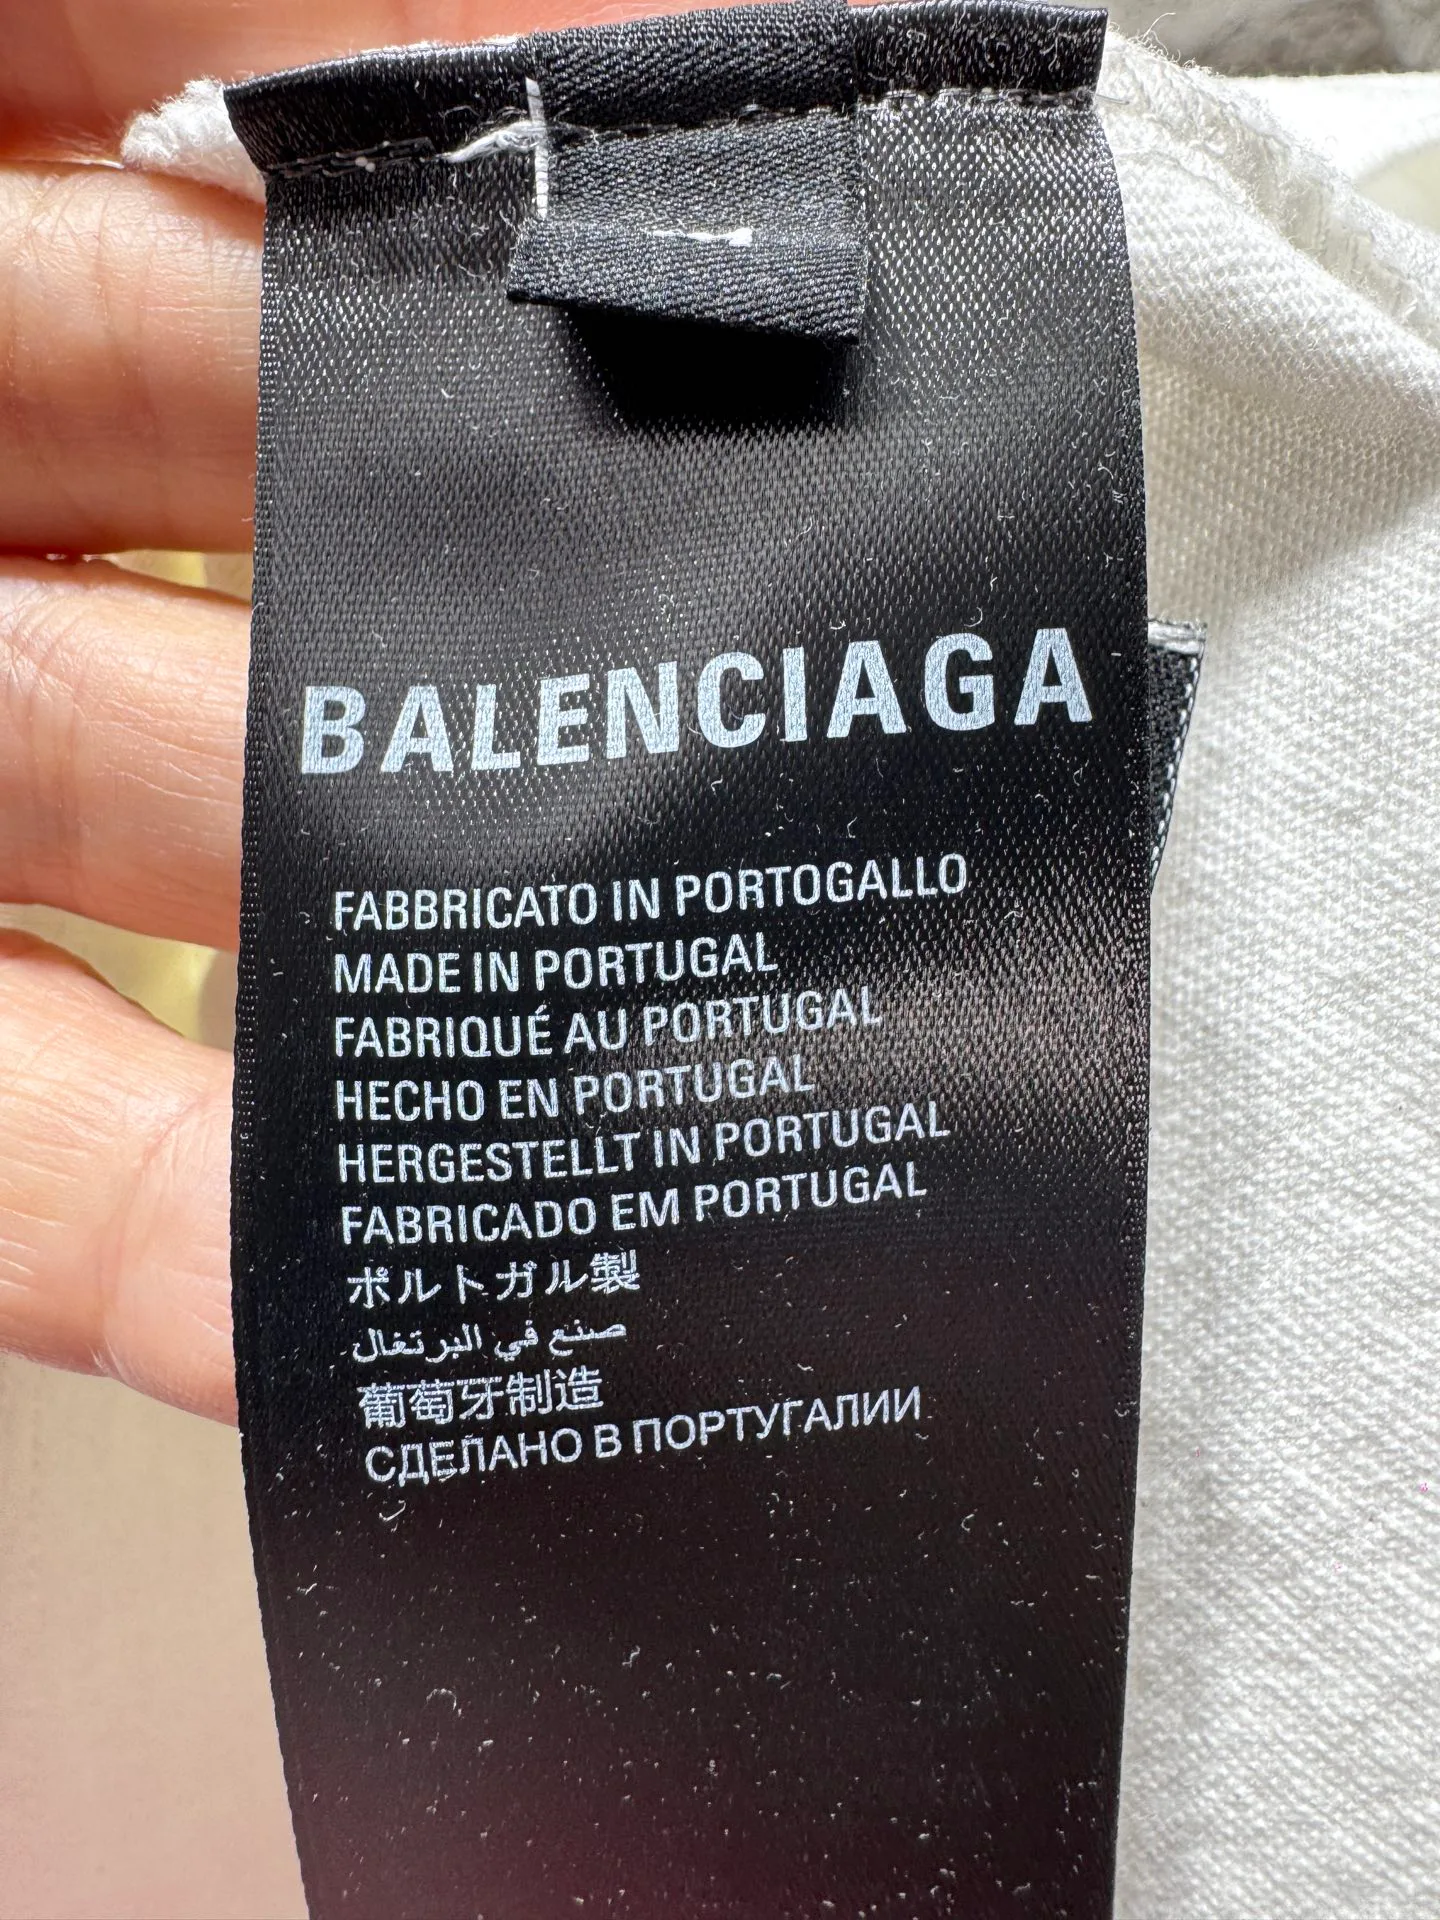 BALENCIAGA
FABBRICATO IN PORTOGALLO
MADE IN PORTUGAL
FABRIQUÉ AU PORTUGAL
HECHO EN PORTUGAL
HERGESTELLT IN PORTUGAL
FABRICADO EM PORTUGAL
ポルトガル製
صنع في البرتغال
葡萄牙制造
СДЕЛАНО В ПОРТУГАЛИИ